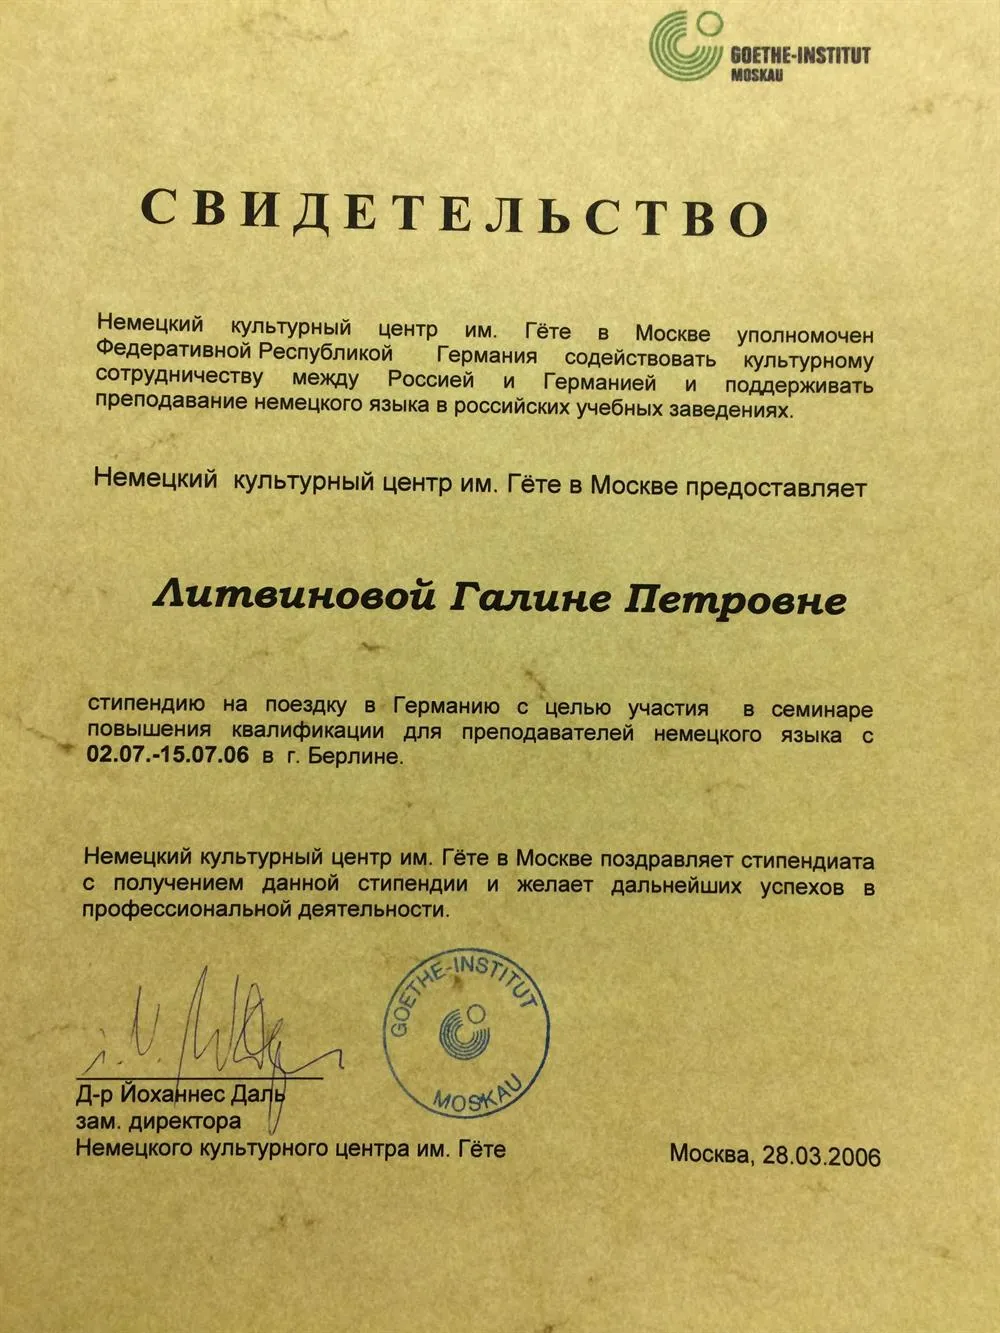 GOETHE-INSTITUT
MOSKAU
СВИДЕТЕЛЬСТВО
Немецкий культурный центр им. Гёте в Москве уполномочен
Федеративной Республикой Германия содействовать культурному
сотрудничеству между Россией и Германией и поддерживать
преподавание немецкого языка в российских учебных заведениях.
Немецкий культурный центр им. Гёте в Москве предоставляет
Литвиновой Галине Петровне
стипендию на поездку в Германию с целью участия в семинаре
повышения квалификации для преподавателей немецкого языка с
02.07.-15.07.06 в г. Берлине.
Немецкий культурный центр им. Гёте в Москве поздравляет стипендиата
с получением данной стипендии и желает дальнейших успехов в
профессиональной деятельности.
GOETHE-INSTITUT
MOSKAU
Д-р Йоханнес Даль
зам. директора
Немецкого культурного центра им. Гёте
Москва, 28.03.2006